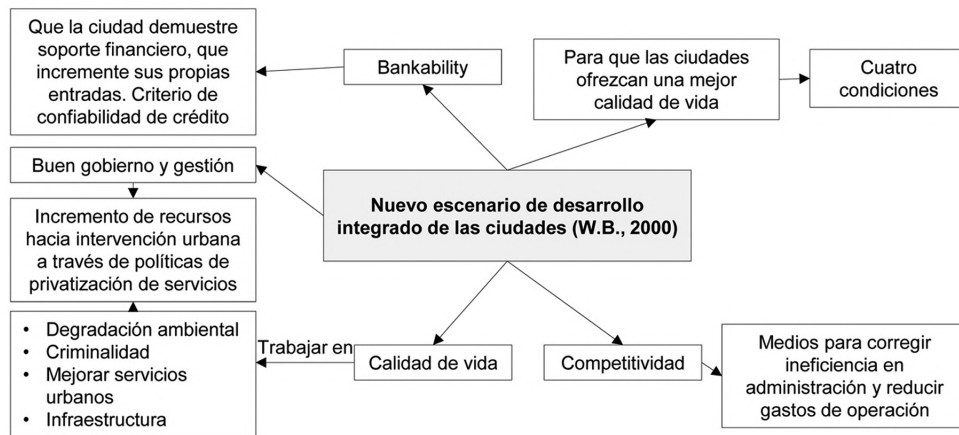 Que la ciudad demuestre
soporte financiero, que
incremente sus propias
entradas. Criterio de
confiabilidad de crédito
Bankability
Para que las ciudades
ofrezcan una mejor
calidad de vida
Cuatro
condiciones
Buen gobierno y gestión
Nuevo escenario de desarrollo
integrado de las ciudades (W.B., 2000)
Incremento de recursos
hacia intervención urbana
a través de políticas de
privatización de servicios
• Degradación ambiental
• Criminalidad
• Mejorar servicios
urbanos
• Infraestructura
Trabajar en
Calidad de vida
Competitividad
Medios para corregir
ineficiencia en
administración y reducir
gastos de operación